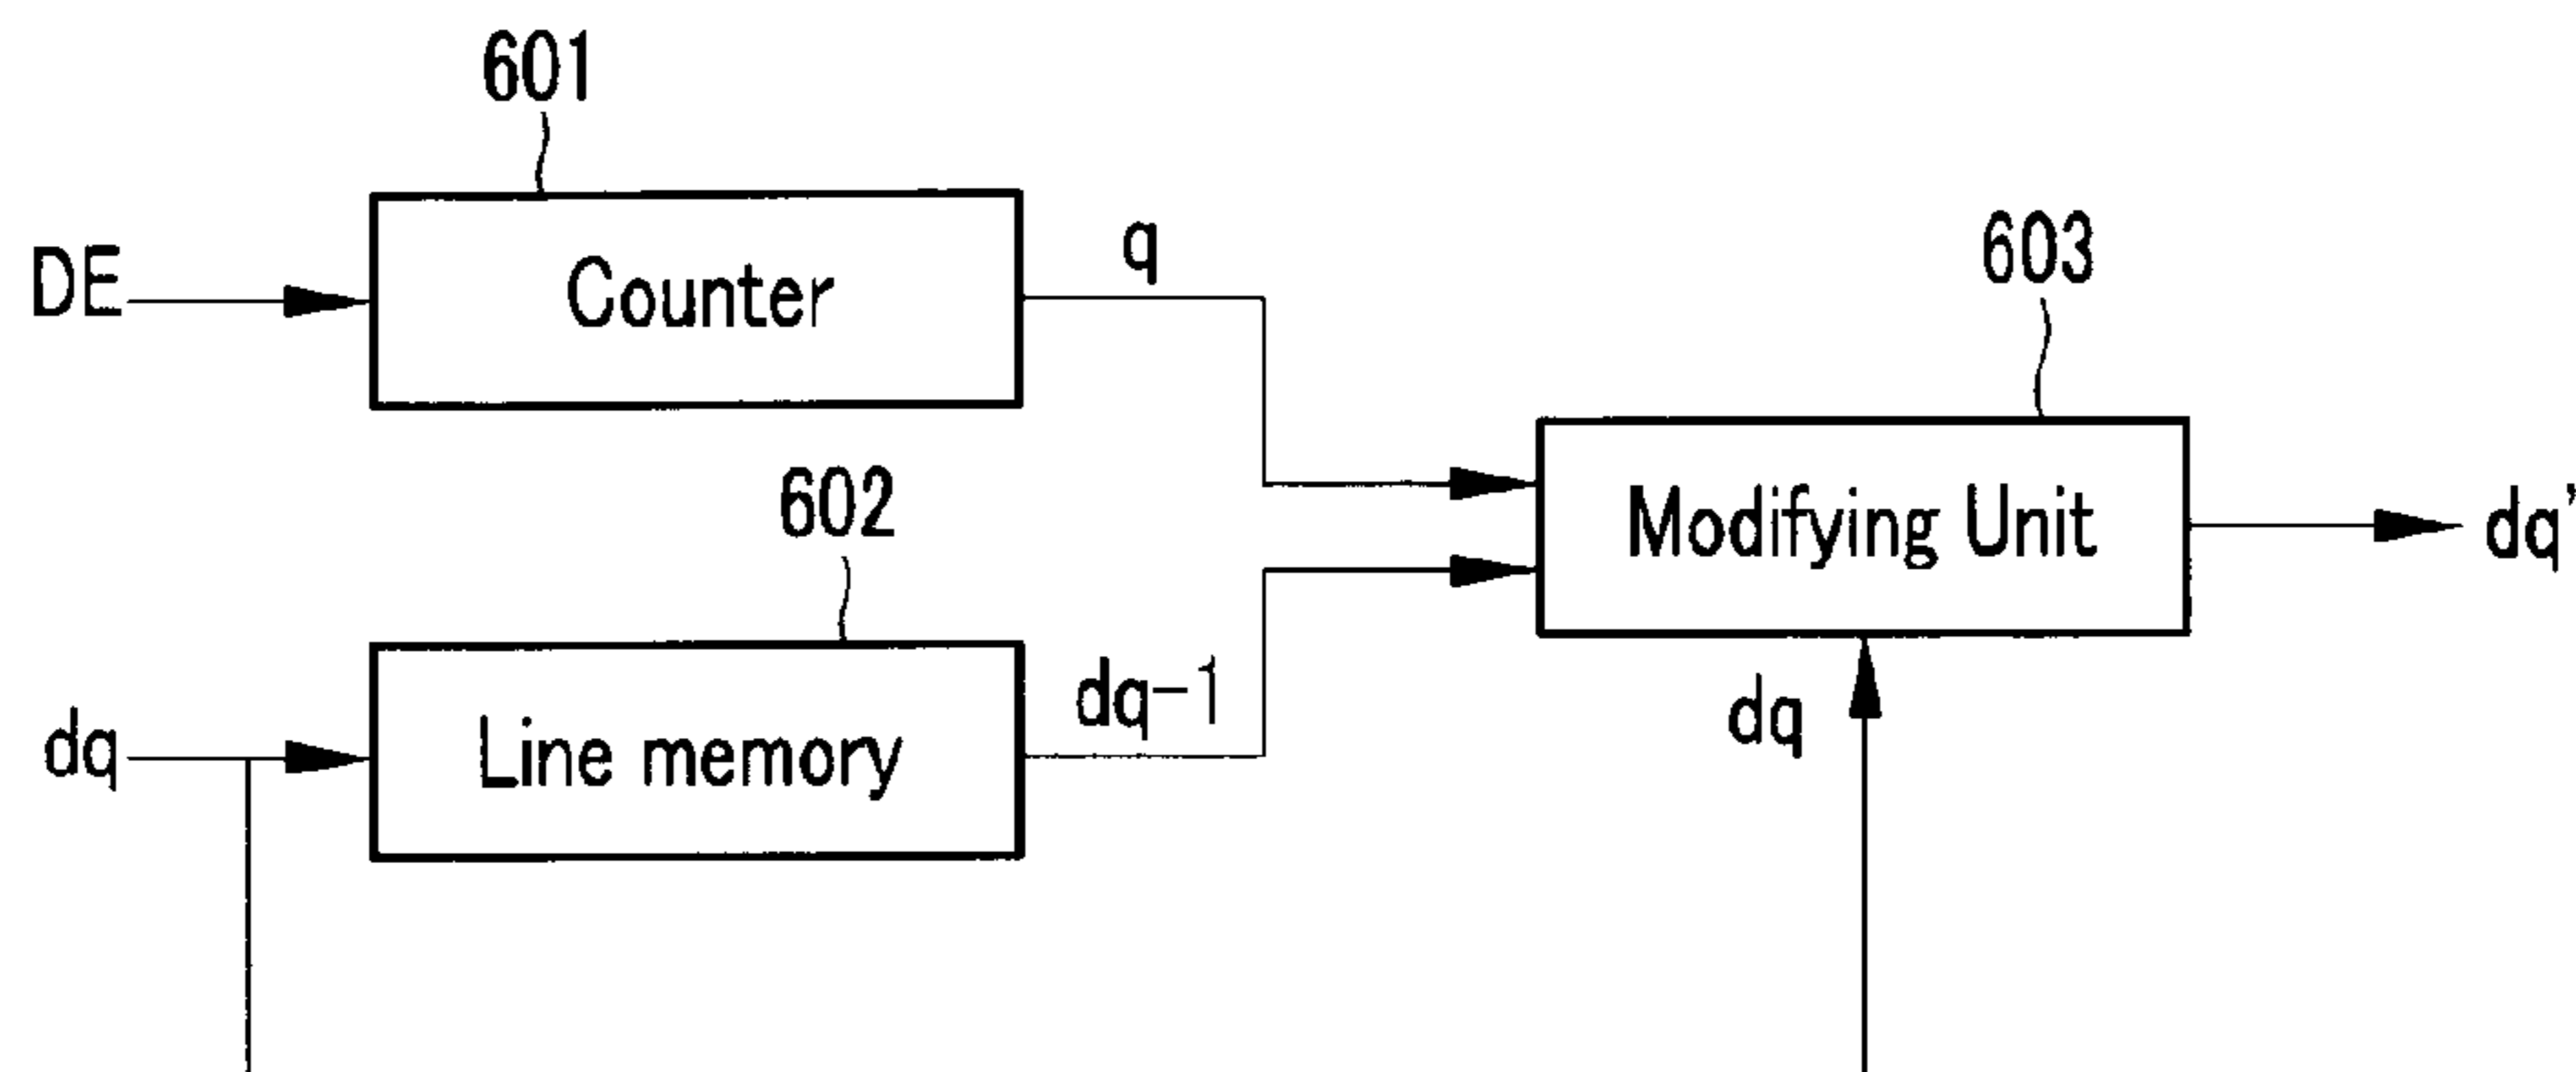 601
DE
Counter
q
603
602
Modifying Unit
dq'
dq
Line memory
dq-1
dq